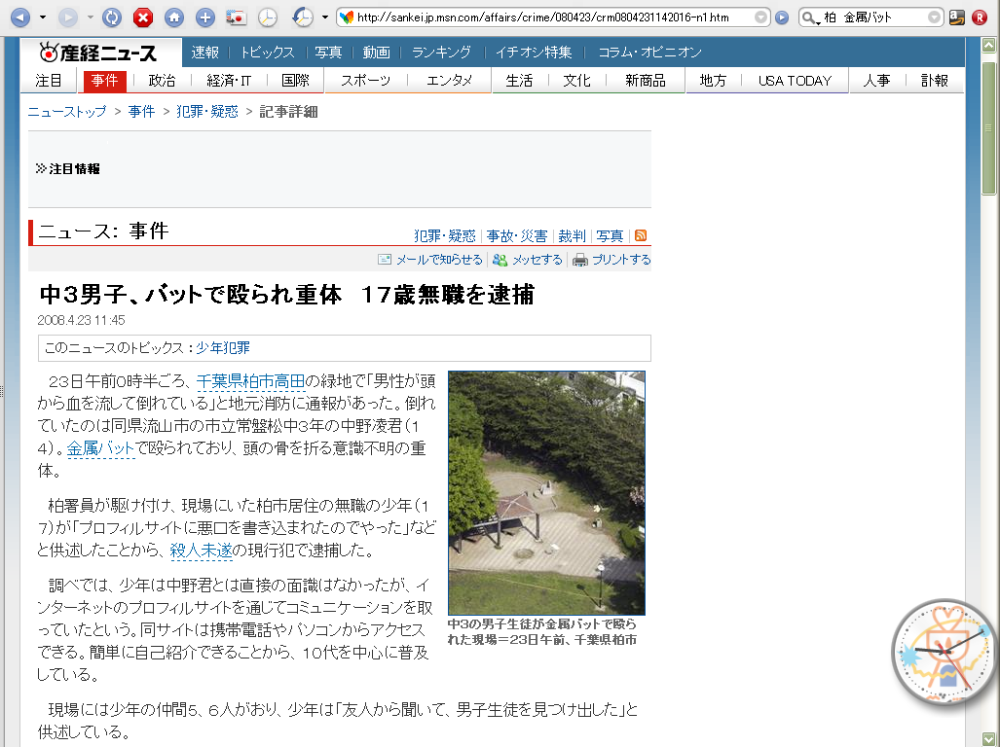 http://sankei.jp.msn.com/affairs/crime/080423/crm0804231142016-n1.htm
柏 金属バット
産経ニュース
速報 トピックス 写真 動画 ランキング イチオシ特集 コラム・オピニオン
注目 事件 政治 経済・IT 国際 スポーツ エンタメ 生活 文化 新商品 地方 USA TODAY 人事 訃報
ニューストップ > 事件 > 犯罪・疑惑 > 記事詳細
注目情報
ニュース: 事件
犯罪・疑惑 事故・災害 裁判 写真
メールで知らせる メッセする プリントする
中3男子、バットで殴られ重体 17歳無職を逮捕
2008.4.23 11:45
このニュースのトピックス：少年犯罪
23日午前0時半ごろ、千葉県柏市高田の緑地で「男性が頭
から血を流して倒れている」と地元消防に通報があった。倒れ
ていたのは同県流山市の市立常盤松中3年の中野凌君（1
4）。金属バットで殴られており、頭の骨を折る意識不明の重
体。
柏署員が駆け付け、現場にいた柏市居住の無職の少年（1
7）が「プロフィルサイトに悪口を書き込まれたのでやった」など
と供述したことから、殺人未遂の現行犯で逮捕した。
調べでは、少年は中野君とは直接の面識はなかったが、イ
ンターネットのプロフィルサイトを通じてコミュニケーションを取
っていたという。同サイトは携帯電話やパソコンからアクセス
できる。簡単に自己紹介できることから、10代を中心に普及
している。
中3の男子生徒が金属バットで殴ら
れた現場＝23日午前、千葉県柏市
現場には少年の仲間5、6人がおり、少年は「友人から聞いて、男子生徒を見つけ出した」と
供述している。